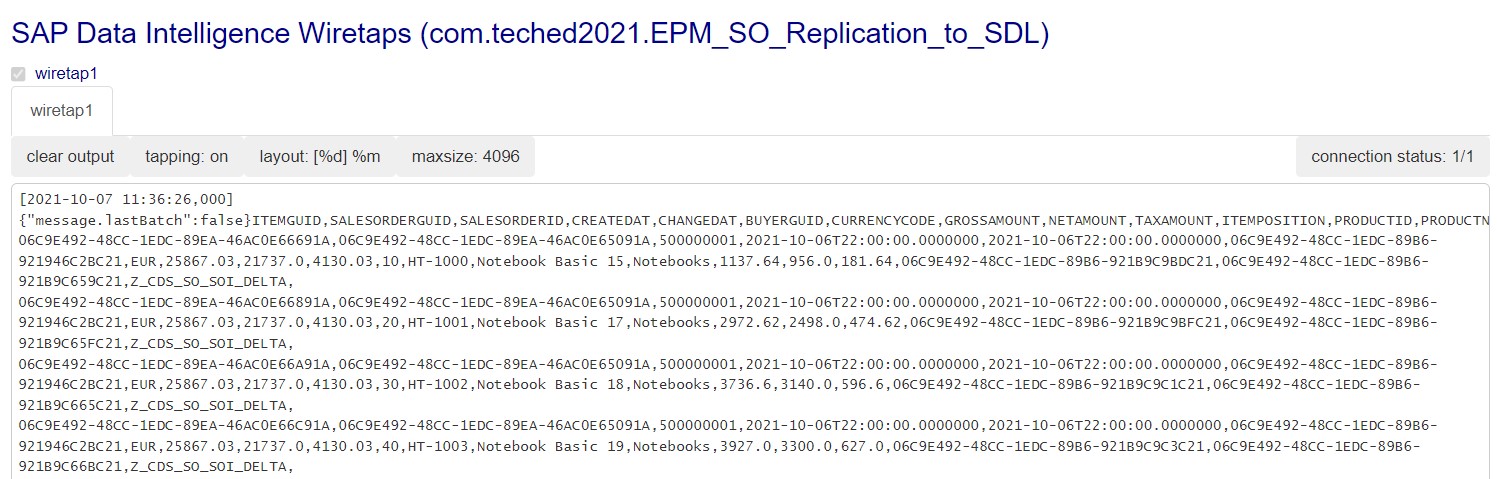 SAP Data Intelligence Wiretaps (com.teched2021.EPM_SO_Replication_to_SDL)
wiretap1
wiretap1
clear output tapping: on layout: [%d] %m maxsize: 4096 connection status: 1/1
[2021-10-07 11:36:26,000]
{"message.lastBatch":false}ITEMGUID,SALESORDERGUID,SALESORDERID,CREATEDAT,CHANGEDAT,BUYERGUID,CURRENCYCODE,GROSSAMOUNT,NETAMOUNT,TAXAMOUNT,ITEMPOSITION,PRODUCTID,PRODUCTN
06C9E492-48CC-1EDC-89EA-46AC0E66691A,06C9E492-48CC-1EDC-89EA-46AC0E65091A,500000001,2021-10-06T22:00:00.0000000,2021-10-06T22:00:00.0000000,06C9E492-48CC-1EDC-89B6-
921946C2BC21,EUR,25867.03,21737.0,4130.03,10,HT-1000,Notebook Basic 15,Notebooks,1137.64,956.0,181.64,06C9E492-48CC-1EDC-89B6-921B9C9BDC21,06C9E492-48CC-1EDC-89B6-
921B9C659C21,Z_CDS_SO_SOI_DELTA,
06C9E492-48CC-1EDC-89EA-46AC0E66891A,06C9E492-48CC-1EDC-89EA-46AC0E65091A,500000001,2021-10-06T22:00:00.0000000,2021-10-06T22:00:00.0000000,06C9E492-48CC-1EDC-89B6-
921946C2BC21,EUR,25867.03,21737.0,4130.03,20,HT-1001,Notebook Basic 17,Notebooks,2972.62,2498.0,474.62,06C9E492-48CC-1EDC-89B6-921B9C9BFC21,06C9E492-48CC-1EDC-89B6-
921B9C65FC21,Z_CDS_SO_SOI_DELTA,
06C9E492-48CC-1EDC-89EA-46AC0E66A91A,06C9E492-48CC-1EDC-89EA-46AC0E65091A,500000001,2021-10-06T22:00:00.0000000,2021-10-06T22:00:00.0000000,06C9E492-48CC-1EDC-89B6-
921946C2BC21,EUR,25867.03,21737.0,4130.03,30,HT-1002,Notebook Basic 18,Notebooks,3736.6,3140.0,596.6,06C9E492-48CC-1EDC-89B6-921B9C9C1C21,06C9E492-48CC-1EDC-89B6-
921B9C665C21,Z_CDS_SO_SOI_DELTA,
06C9E492-48CC-1EDC-89EA-46AC0E66C91A,06C9E492-48CC-1EDC-89EA-46AC0E65091A,500000001,2021-10-06T22:00:00.0000000,2021-10-06T22:00:00.0000000,06C9E492-48CC-1EDC-89B6-
921946C2BC21,EUR,25867.03,21737.0,4130.03,40,HT-1003,Notebook Basic 19,Notebooks,3927.0,3300.0,627.0,06C9E492-48CC-1EDC-89B6-921B9C9C3C21,06C9E492-48CC-1EDC-89B6-
921B9C66BC21,Z_CDS_SO_SOI_DELTA,